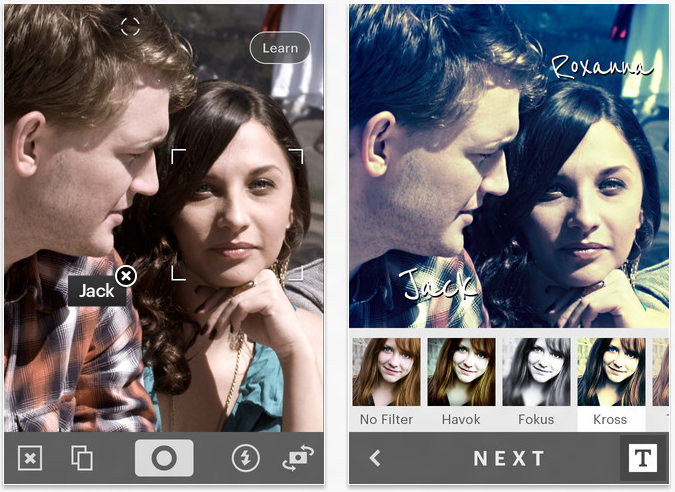 Learn
Jack
Roxanna
Jack
No Filter
Havok
Fokus
Kross
NEXT
T